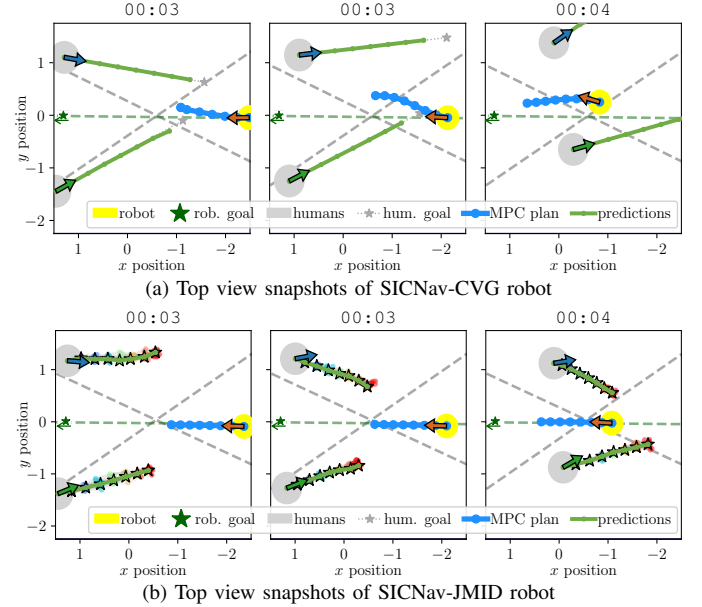 00:03 00:03 00:04
1
0
−1
−2
y position
robot rob. goal humans hum. goal MPC plan predictions
1 0 −1 −2 1 0 −1 −2 1 0 −1 −2
x position x position x position
(a) Top view snapshots of SICNav-CVG robot
00:03 00:03 00:04
1
0
−1
−2
y position
robot rob. goal humans hum. goal MPC plan predictions
1 0 −1 −2 1 0 −1 −2 1 0 −1 −2
x position x position x position
(b) Top view snapshots of SICNav-JMID robot